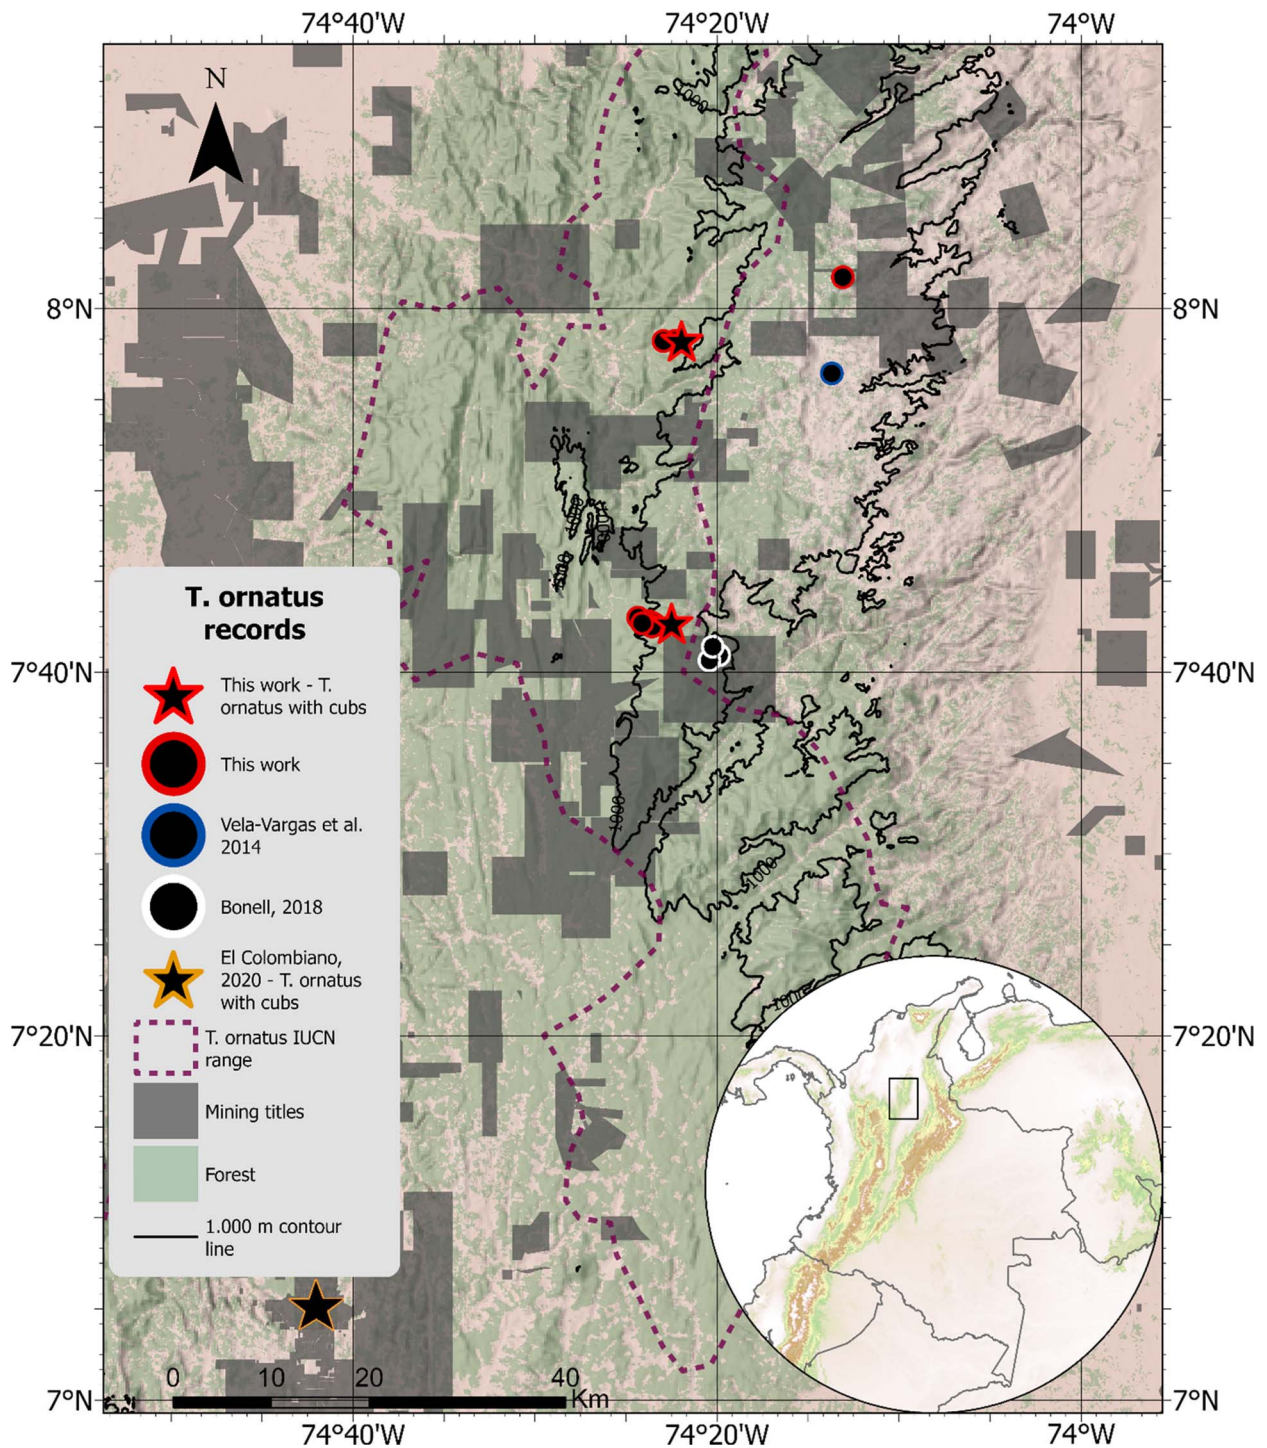 74°40'W
74°20'W
74°W
N
1000
8°N
8°N
1000
7°40'N
7°40'N
1000
1000
1000
7°20'N
7°20'N
T. ornatus
records
This work - T.
ornatus with cubs
This work
Vela-Vargas et al.
2014
Bonell, 2018
El Colombiano,
2020 - T. ornatus
with cubs
T. ornatus IUCN
range
Mining titles
Forest
1.000 m contour
line
0
10
20
40
Km
7°N
7°N
74°40'W
74°20'W
74°W